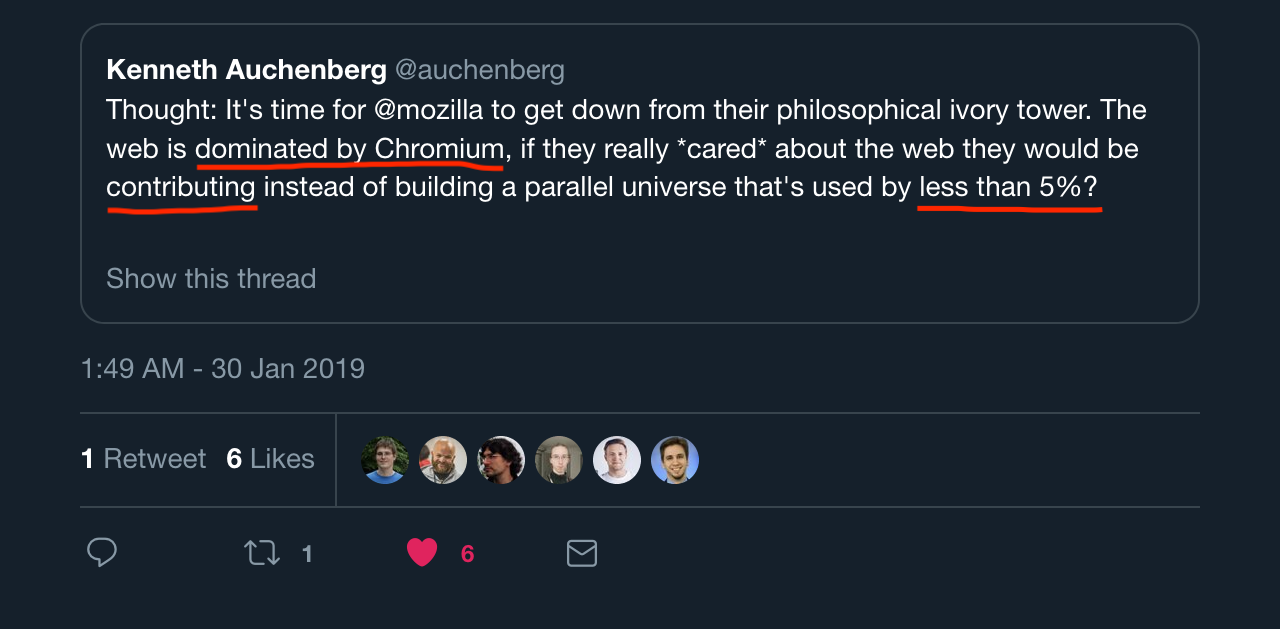 Kenneth Auchenberg @auchenberg
Thought: It's time for @mozilla to get down from their philosophical ivory tower. The
web is dominated by Chromium, if they really *cared* about the web they would be
contributing instead of building a parallel universe that's used by less than 5%?
Show this thread
1:49 AM - 30 Jan 2019
1 Retweet 6 Likes
1 6